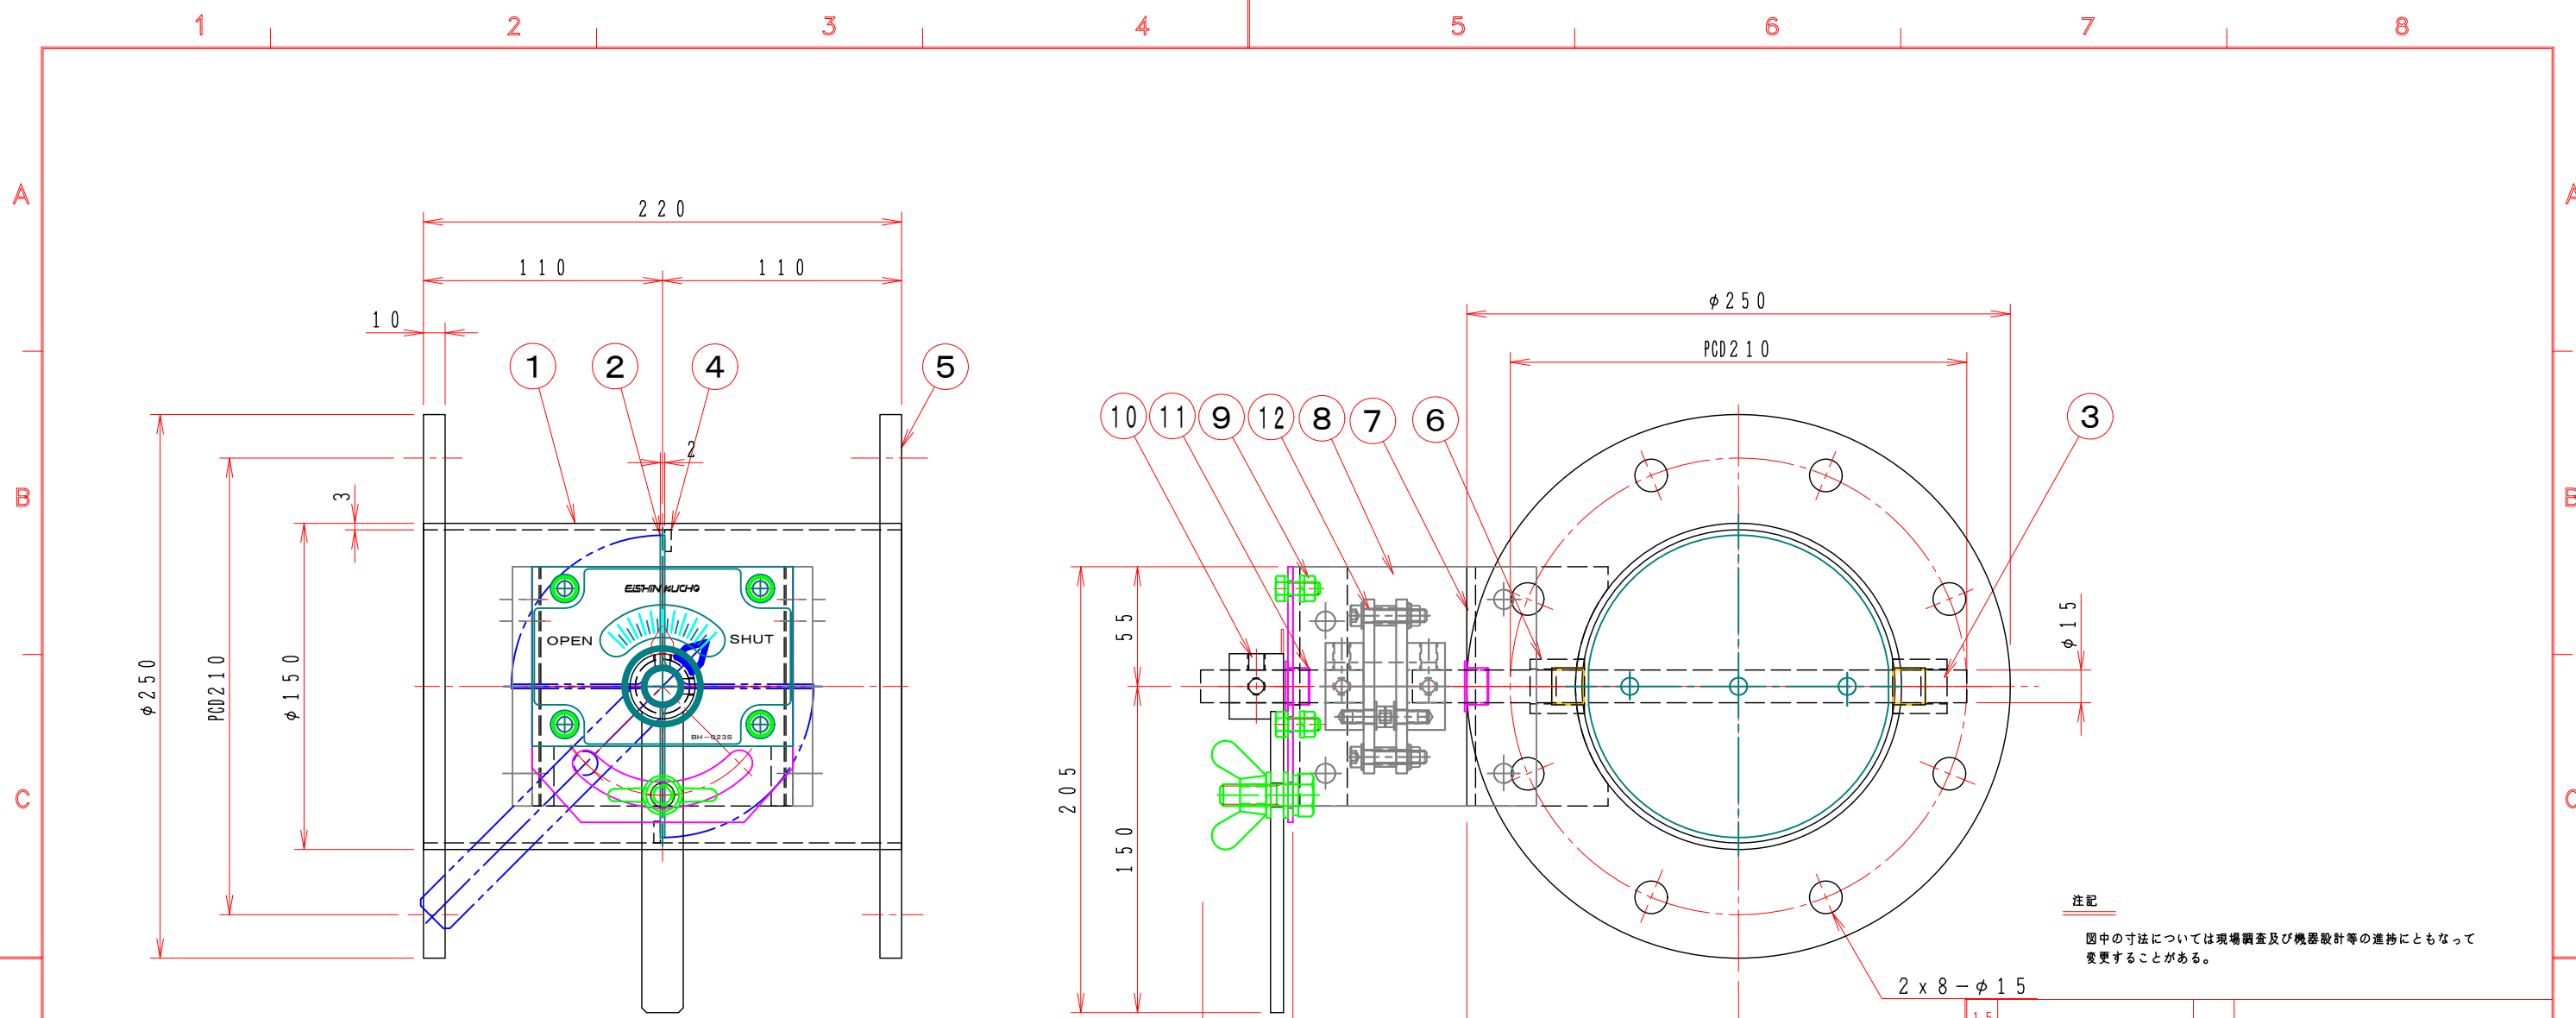 1 2 3 4 5 6 7 8
A A
220
110 110
φ250
10
PCD210
1 2 4 5
10 11 9 12 8 7 6 3
2
B B
3
EiSHIN KUCHO
OPEN SHUT
55
φ15
φ250
PCD210
φ150
BH-023S
205
C C
150
注記
図中の寸法については現場調査及び機器設計等の進捗にともなって
変更することがある。
2x8-φ15
15